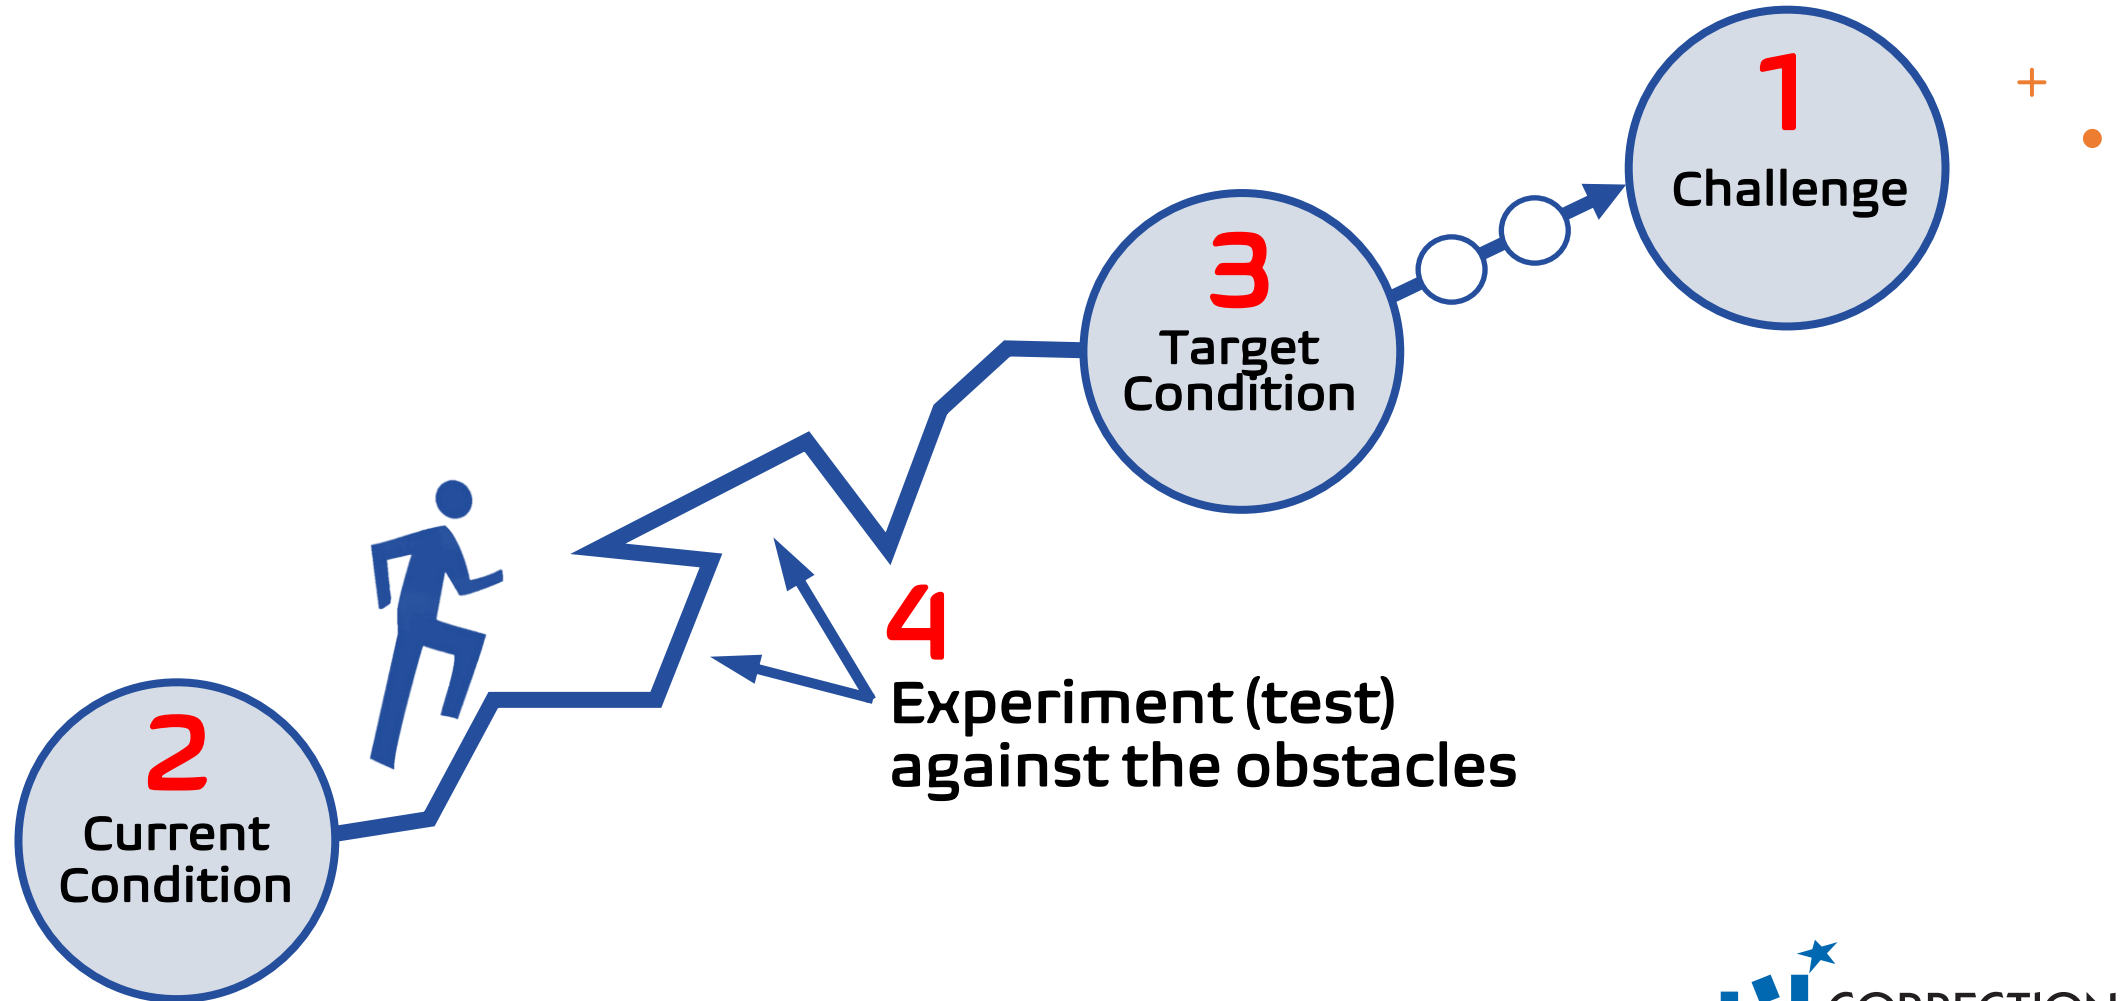 1
Challenge
3
Target
Condition
4
Experiment (test)
against the obstacles
2
Current
Condition